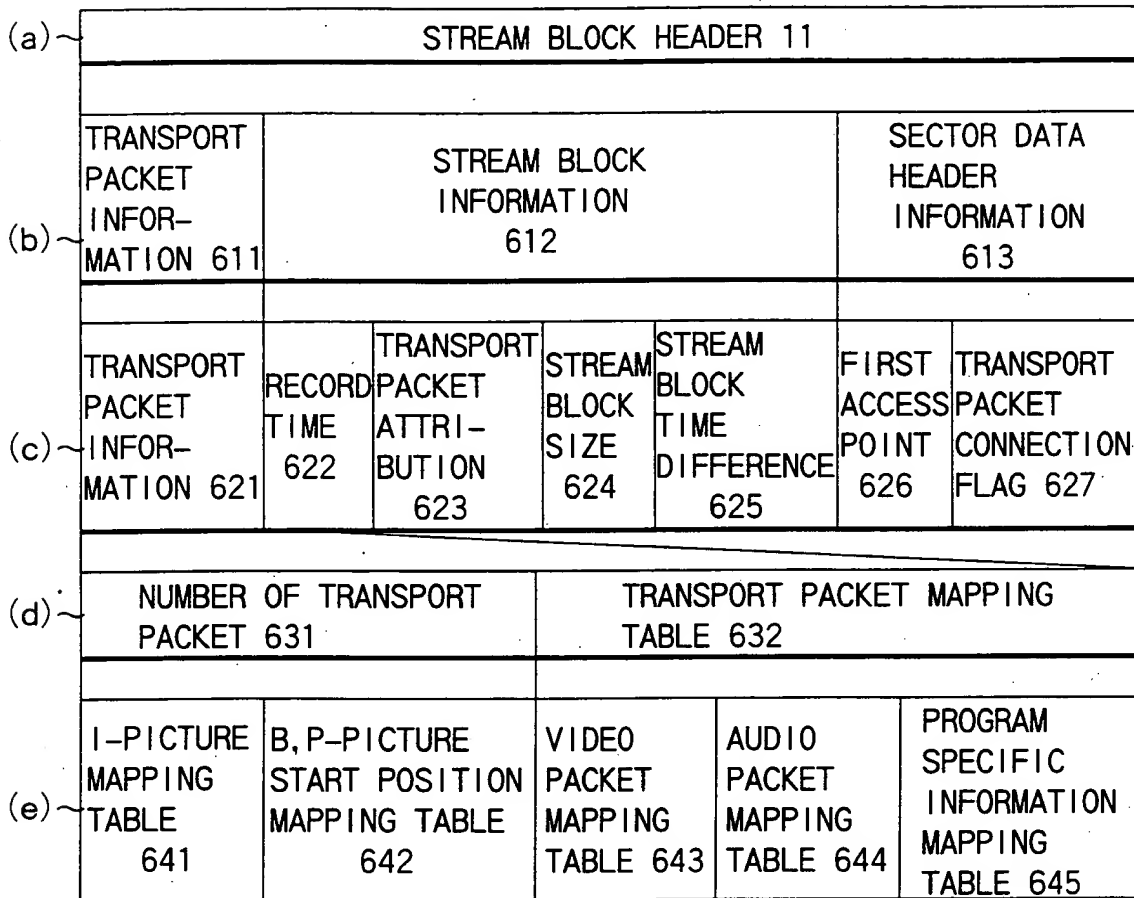 (a)~
STREAM BLOCK HEADER 11
(b)~
TRANSPORT
PACKET
INFOR-
MATION 611
STREAM BLOCK
INFORMATION
612
SECTOR DATA
HEADER
INFORMATION
613
(c)~
TRANSPORT
PACKET
INFOR-
MATION 621
RECORD
TIME
622
TRANSPORT
PACKET
ATTRI-
BUTION
623
STREAM
BLOCK
SIZE
624
STREAM
BLOCK
TIME
DIFFERENCE
625
FIRST
ACCESS
POINT
626
TRANSPORT
PACKET
CONNECTION
FLAG 627
(d)~
NUMBER OF TRANSPORT
PACKET 631
TRANSPORT PACKET MAPPING
TABLE 632
(e)~
I-PICTURE
MAPPING
TABLE
641
B,P-PICTURE
START POSITION
MAPPING TABLE
642
VIDEO
PACKET
MAPPING
TABLE 643
AUDIO
PACKET
MAPPING
TABLE 644
PROGRAM
SPECIFIC
INFORMATION
MAPPING
TABLE 645